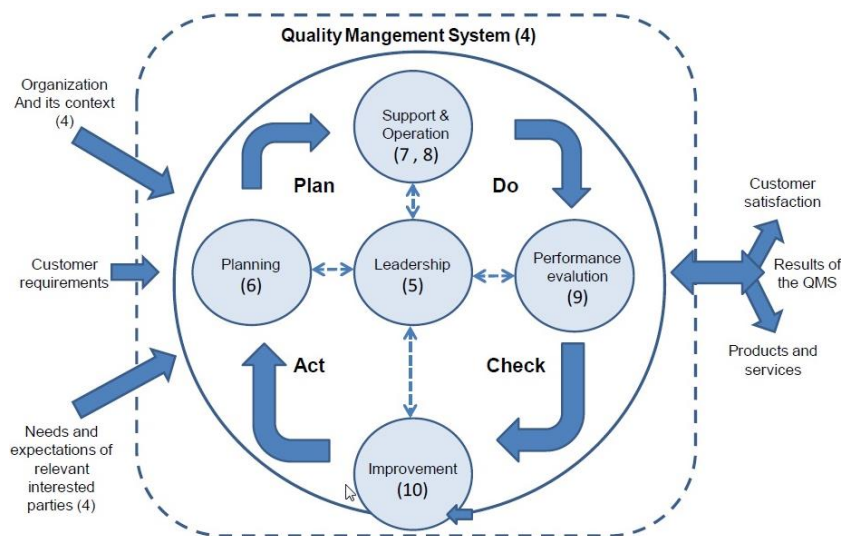 Quality Mangement System (4)
Organization
And its context
(4)
Customer
requirements
Needs and
expectations of
relevant
interested
parties (4)
Support &
Operation
(7 , 8)
Plan
Do
Planning
(6)
Leadership
(5)
Performance
evalution
(9)
Act
Check
Improvement
(10)
Customer
satisfaction
Results of
the QMS
Products and
services